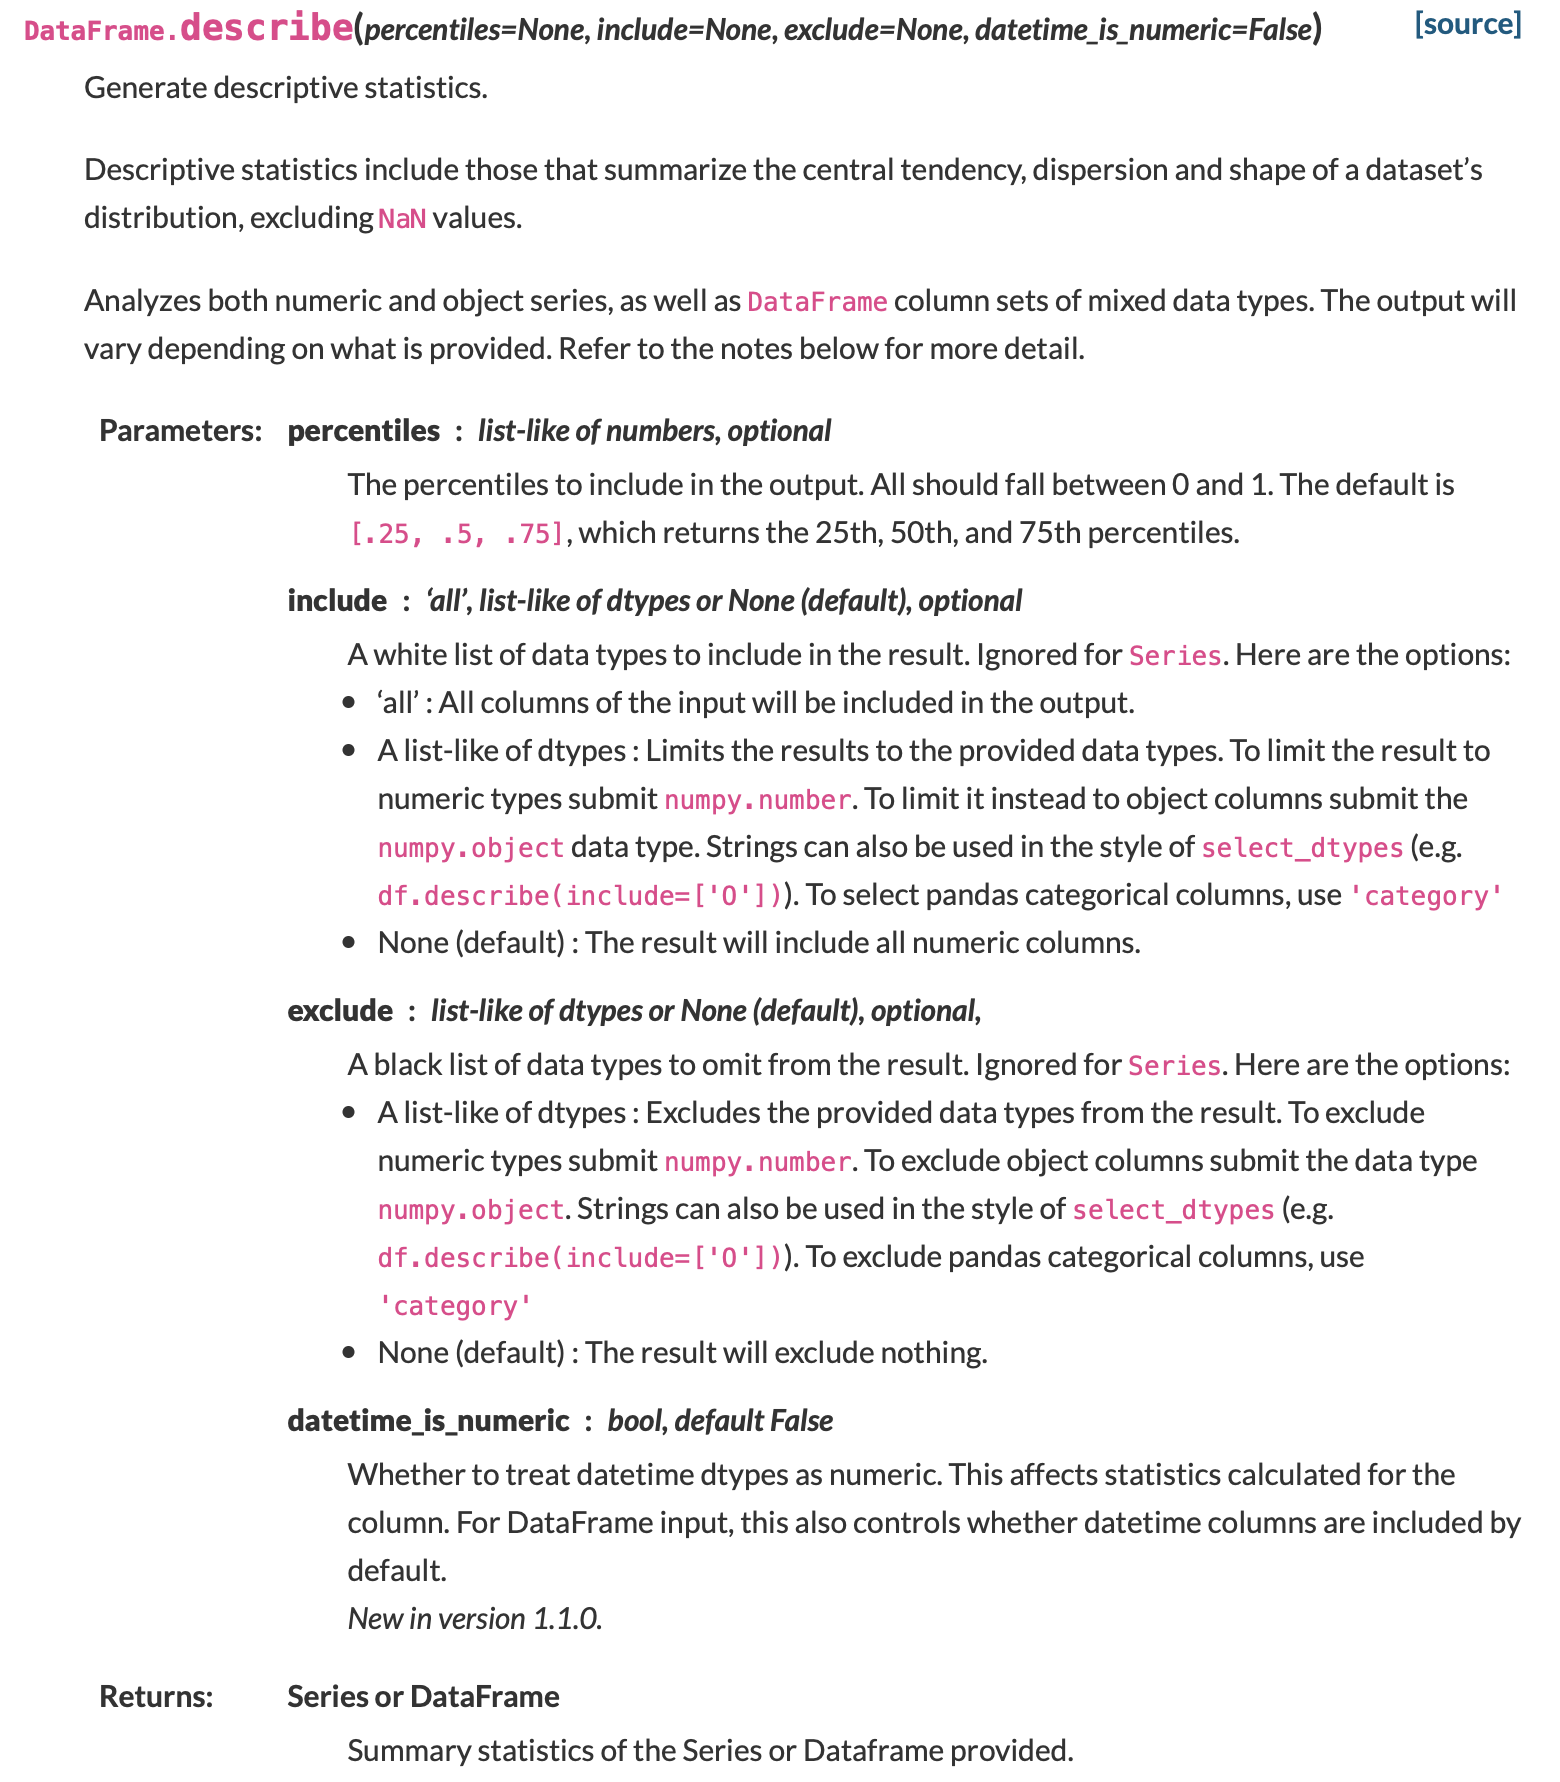 DataFrame.describe(percentiles=None, include=None, exclude=None, datetime_is_numeric=False) [source]
Generate descriptive statistics.
Descriptive statistics include those that summarize the central tendency, dispersion and shape of a dataset’s
distribution, excluding NaN values.
Analyzes both numeric and object series, as well as DataFrame column sets of mixed data types. The output will
vary depending on what is provided. Refer to the notes below for more detail.
Parameters: percentiles : list-like of numbers, optional
The percentiles to include in the output. All should fall between 0 and 1. The default is
[.25, .5, .75], which returns the 25th, 50th, and 75th percentiles.
include : ‘all’, list-like of dtypes or None (default), optional
A white list of data types to include in the result. Ignored for Series. Here are the options:
• ‘all’ : All columns of the input will be included in the output.
• A list-like of dtypes : Limits the results to the provided data types. To limit the result to
numeric types submit numpy.number. To limit it instead to object columns submit the
numpy.object data type. Strings can also be used in the style of select_dtypes (e.g.
df.describe(include=['O'])). To select pandas categorical columns, use 'category'
• None (default) : The result will include all numeric columns.
exclude : list-like of dtypes or None (default), optional,
A black list of data types to omit from the result. Ignored for Series. Here are the options:
• A list-like of dtypes : Excludes the provided data types from the result. To exclude
numeric types submit numpy.number. To exclude object columns submit the data type
numpy.object. Strings can also be used in the style of select_dtypes (e.g.
df.describe(include=['O'])). To exclude pandas categorical columns, use
'category'
• None (default) : The result will exclude nothing.
datetime_is_numeric : bool, default False
Whether to treat datetime dtypes as numeric. This affects statistics calculated for the
column. For DataFrame input, this also controls whether datetime columns are included by
default.
New in version 1.1.0.
Returns: Series or DataFrame
Summary statistics of the Series or Dataframe provided.